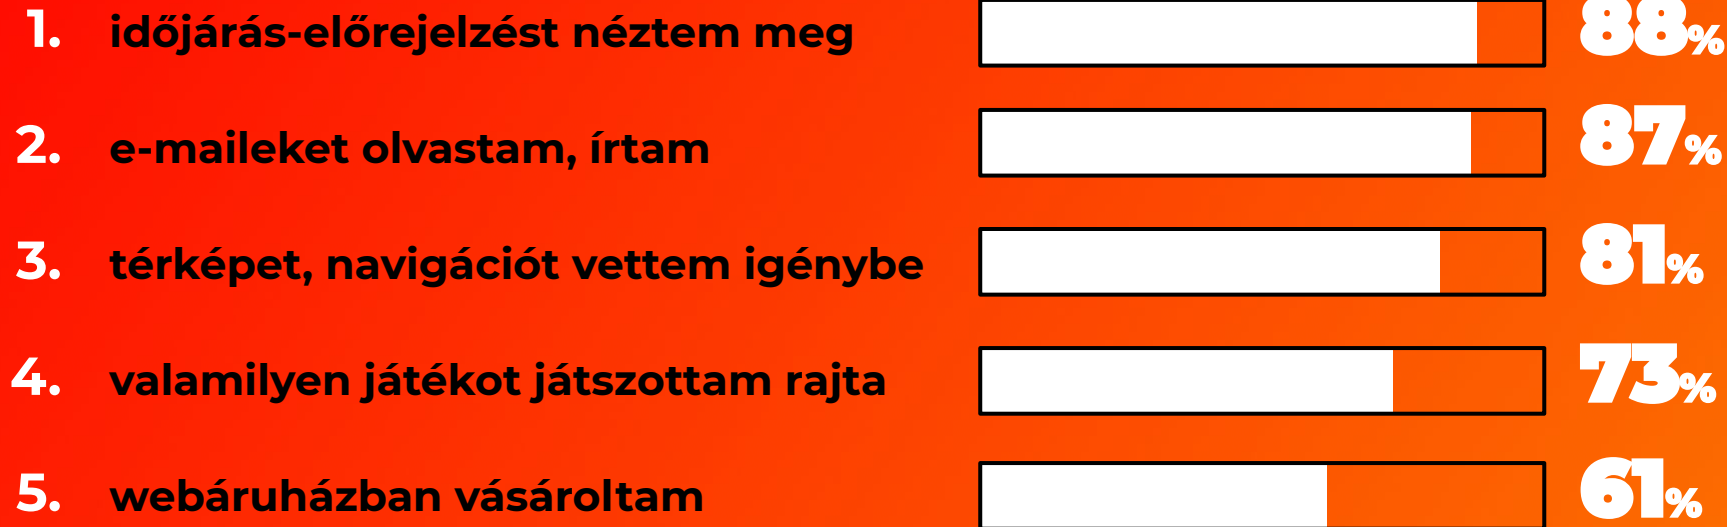 1. időjárás-előrejelzést néztem meg 88%
2. e-maileket olvastam, írtam 87%
3. térképet, navigációt vettem igénybe 81%
4. valamilyen játékot játszottam rajta 73%
5. webáruházban vásároltam 61%